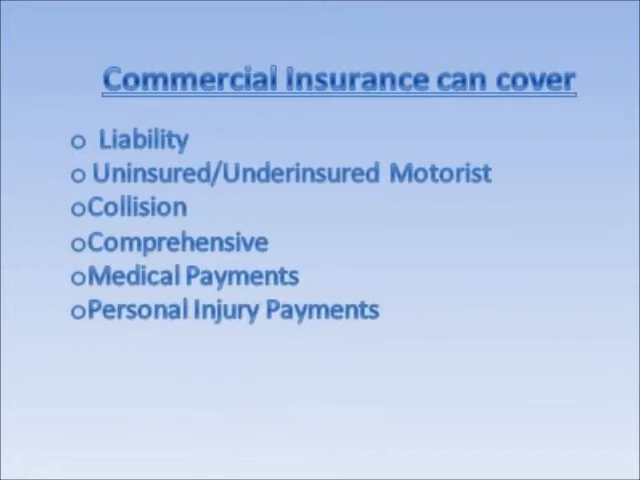 Commercial Insurance can cover
o Liability
o Uninsured/Underinsured Motorist
oCollision
oComprehensive
oMedical Payments
oPersonal Injury Payments